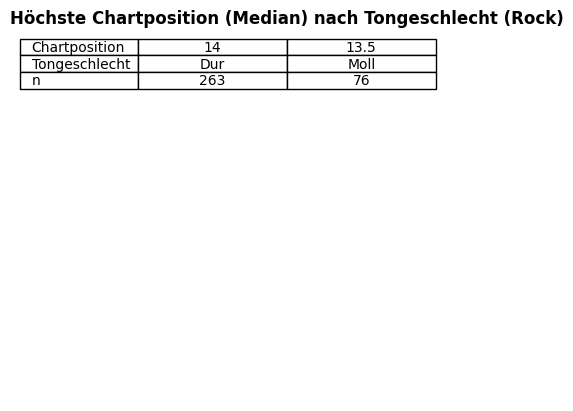 Höchste Chartposition (Median) nach Tongeschlecht (Rock)
Chartposition 14 13.5
Tongeschlecht Dur Moll
n 263 76